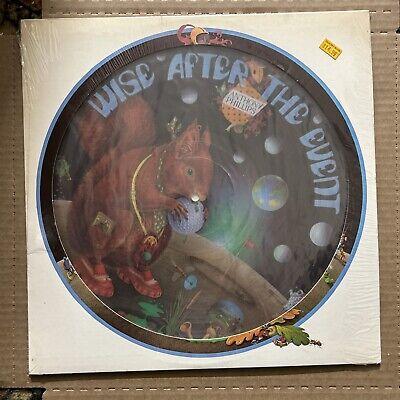 WISE AFTER THE EVENT
ANTHONY
PHILLIPS